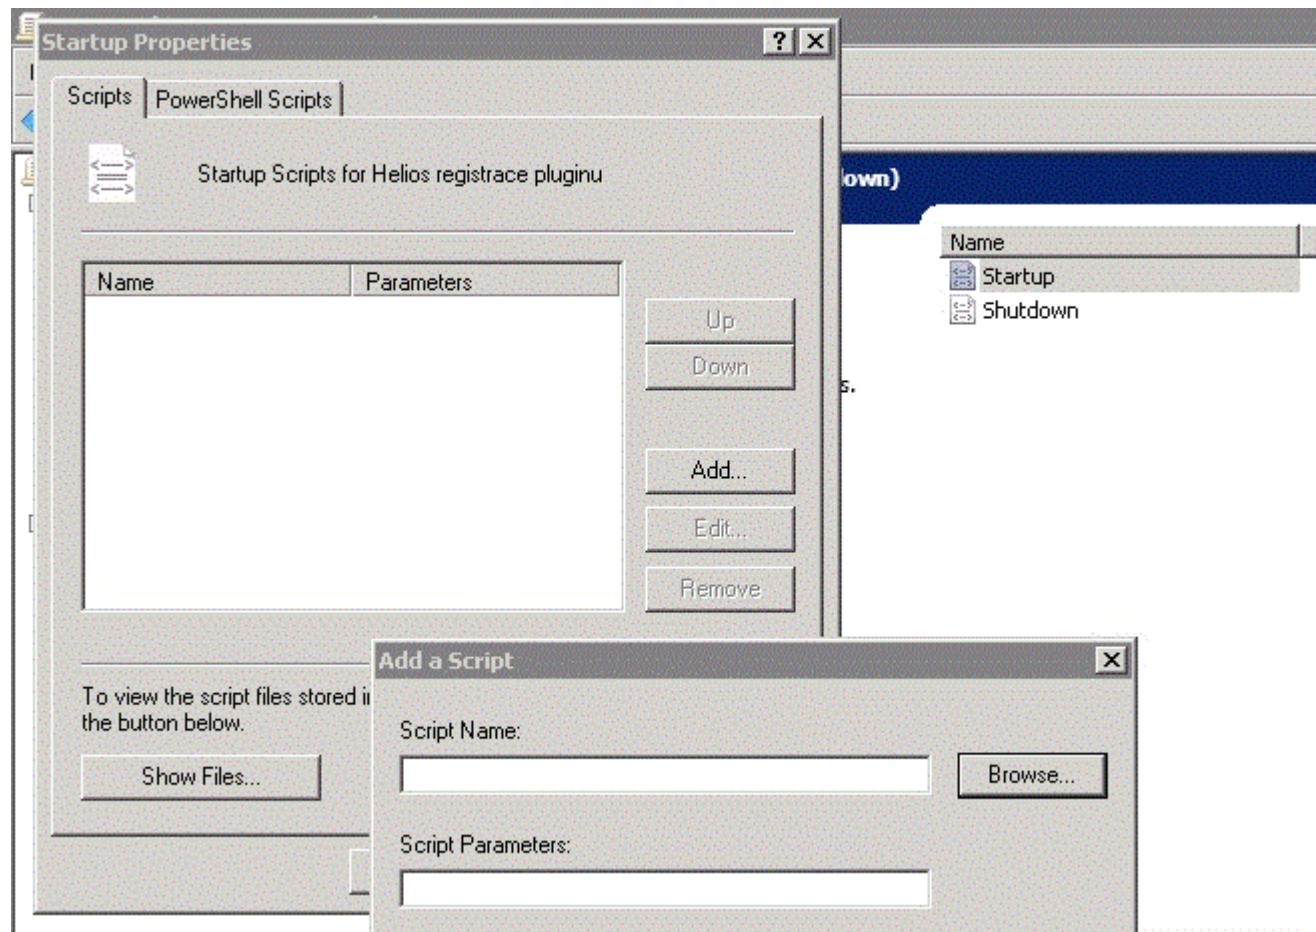 Startup Properties
Scripts
PowerShell Scripts
Startup Scripts for Helios registrace pluginu
Name
Parameters
Up
Down
Add...
Edit...
Remove
To view the script files stored
the button below.
Show Files...
Add a Script
Script Name:
Browse...
Script Parameters:
own)
s.
Name
Startup
Shutdown